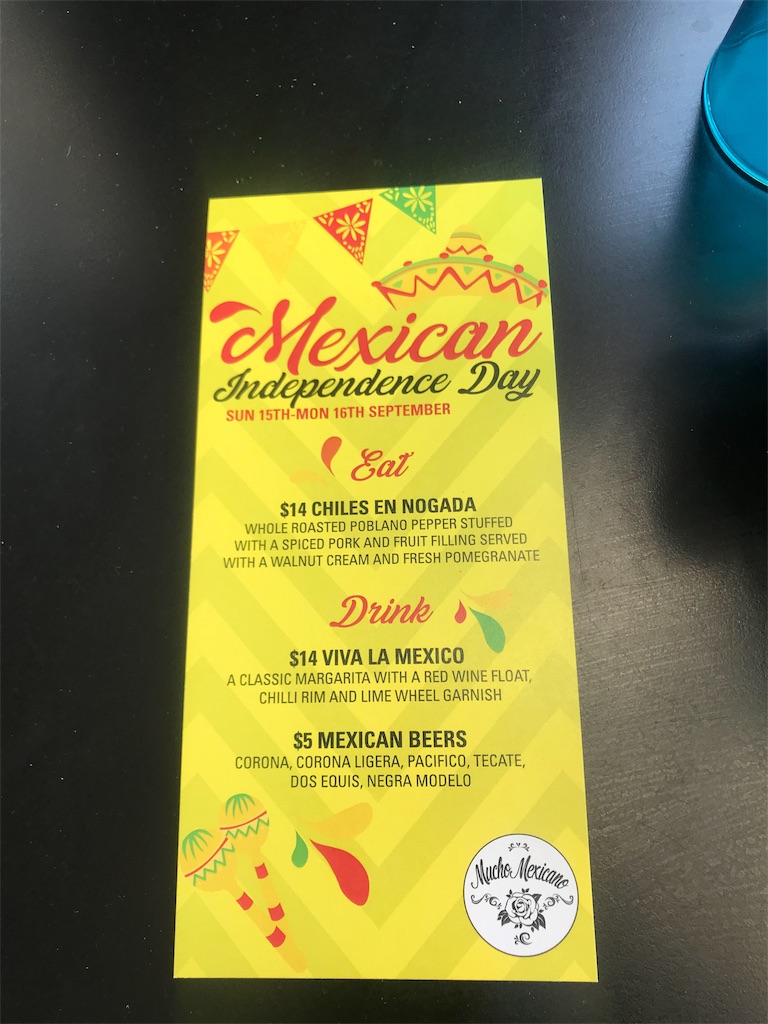 Mexican
Independence Day
SUN 15TH-MON 16TH SEPTEMBER
Eat
$14 CHILES EN NOGADA
WHOLE ROASTED POBLANO PEPPER STUFFED
WITH A SPICED PORK AND FRUIT FILLING SERVED
WITH A WALNUT CREAM AND FRESH POMEGRANATE
Drink
$14 VIVA LA MEXICO
A CLASSIC MARGARITA WITH A RED WINE FLOAT,
CHILLI RIM AND LIME WHEEL GARNISH
$5 MEXICAN BEERS
CORONA, CORONA LIGERA, PACIFICO, TECATE,
DOS EQUIS, NEGRA MODELO
Mucho Mexicano